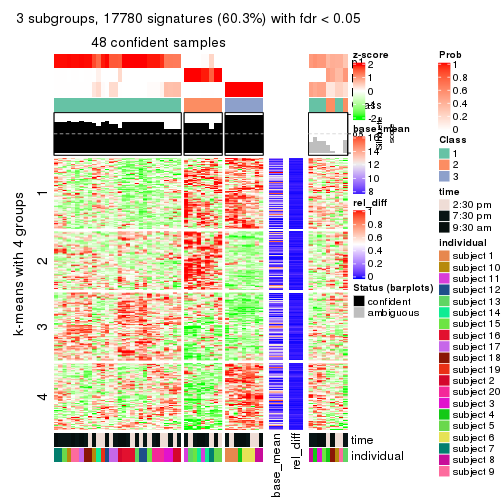 3 subgroups, 17780 signatures (60.3%) with fdr < 0.05
48 confident samples
k-means with 4 groups
1
2
3
4
time
individual
base_mean
rel_diff
z-score
2
1
0
-1
-2
Silhouette
score
base_mean
16
14
12
10
8
rel_diff
1
0.8
0.6
0.4
0.2
0
Status (barplots)
confident
ambiguous
Prob
1
0.8
0.6
0.4
0.2
0
Class
1
2
3
time
2:30 pm
7:30 pm
9:30 am
individual
subject 1
subject 10
subject 11
subject 12
subject 13
subject 14
subject 15
subject 16
subject 17
subject 18
subject 19
subject 2
subject 20
subject 3
subject 4
subject 5
subject 6
subject 7
subject 8
subject 9